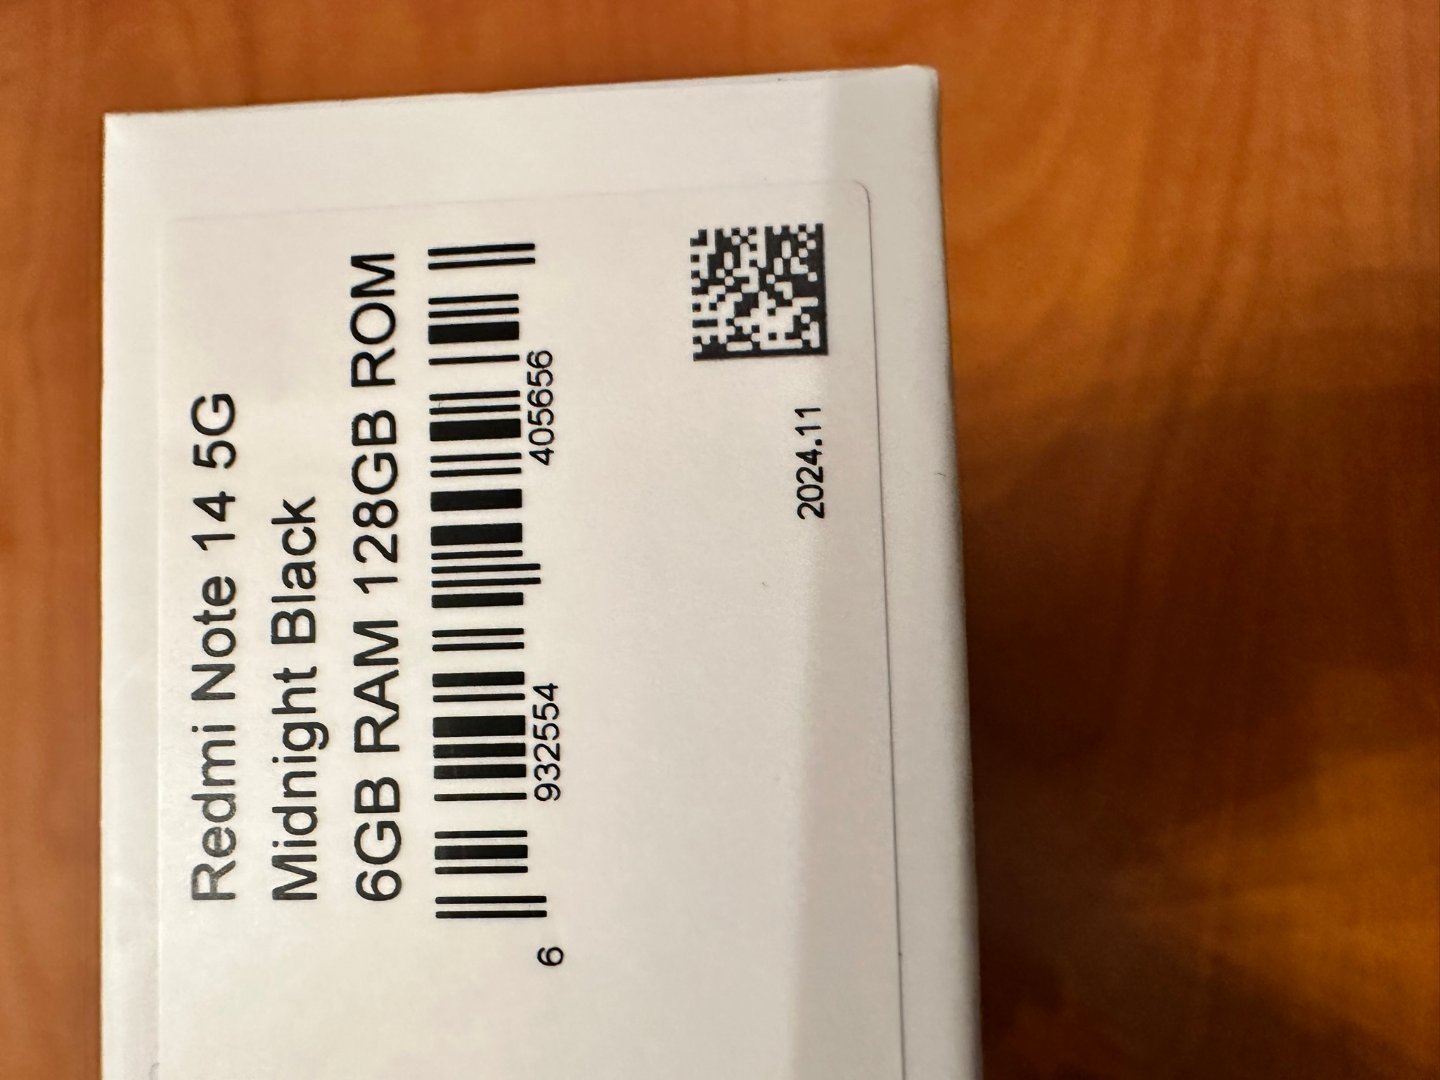 Redmi Note 14 5G
Midnight Black
6GB RAM 128GB ROM
6 932554 405656
2024.11